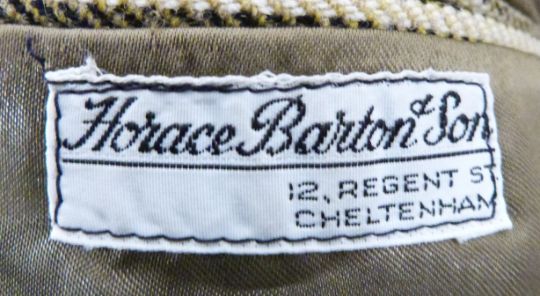 Horace Barton & Son
12, REGENT ST
CHELTENHAM